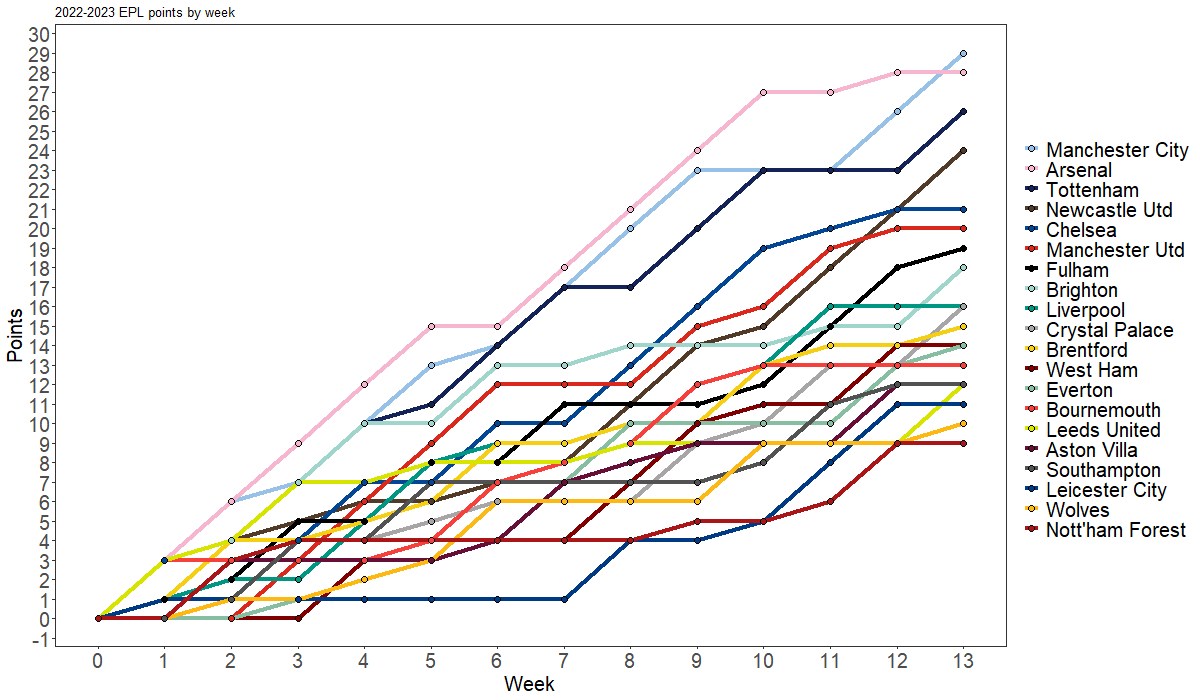 2022-2023 EPL points by week
30
29
28
27
26
25
24
23
22
21
20
19
18
17
16
15
14
13
12
11
10
9
8
7
6
5
4
3
2
1
0
-1
Points
0 1 2 3 4 5 6 7 8 9 10 11 12 13
Week
Manchester City
Arsenal
Tottenham
Newcastle Utd
Chelsea
Manchester Utd
Fulham
Brighton
Liverpool
Crystal Palace
Brentford
West Ham
Everton
Bournemouth
Leeds United
Aston Villa
Southampton
Leicester City
Wolves
Nott'ham Forest